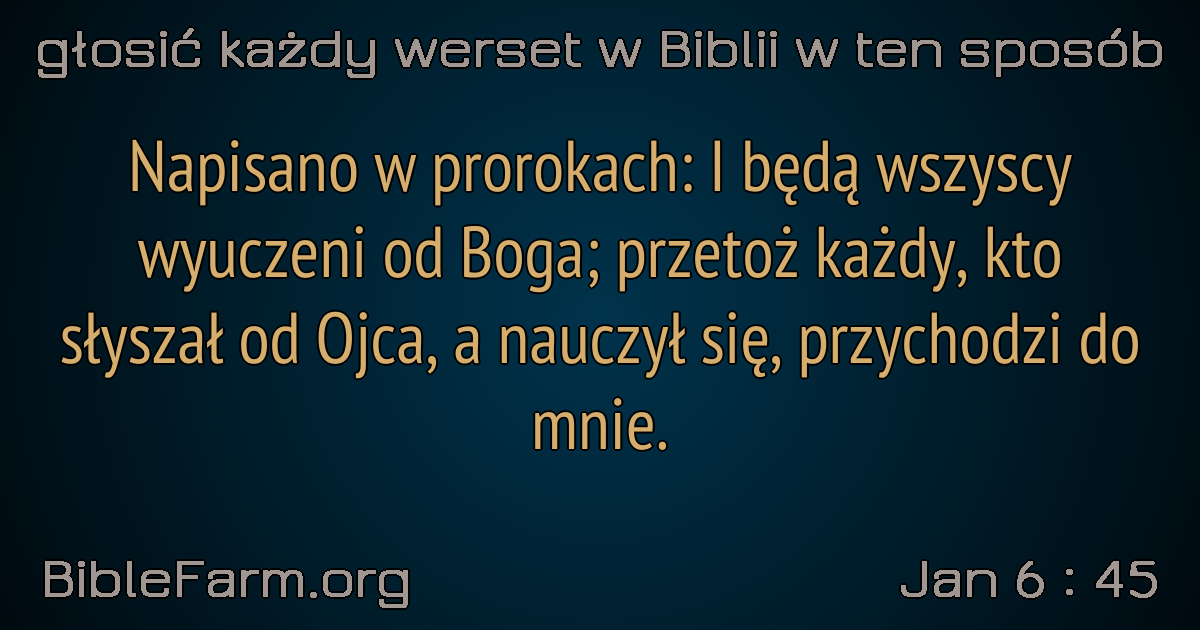 głosić każdy werset w Biblii w ten sposób
Napisano w prorokach: I będą wszyscy
wyuczeni od Boga; przetoż każdy, kto
słyszał od Ojca, a nauczył się, przychodzi do
mnie.
BibleFarm.org
Jan 6 : 45